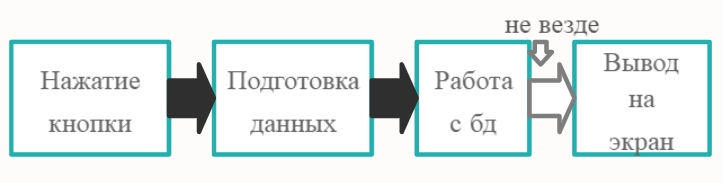 не везде
Нажатие
кнопки
Подготовка
данных
Работа
с бд
Вывод
на
экран